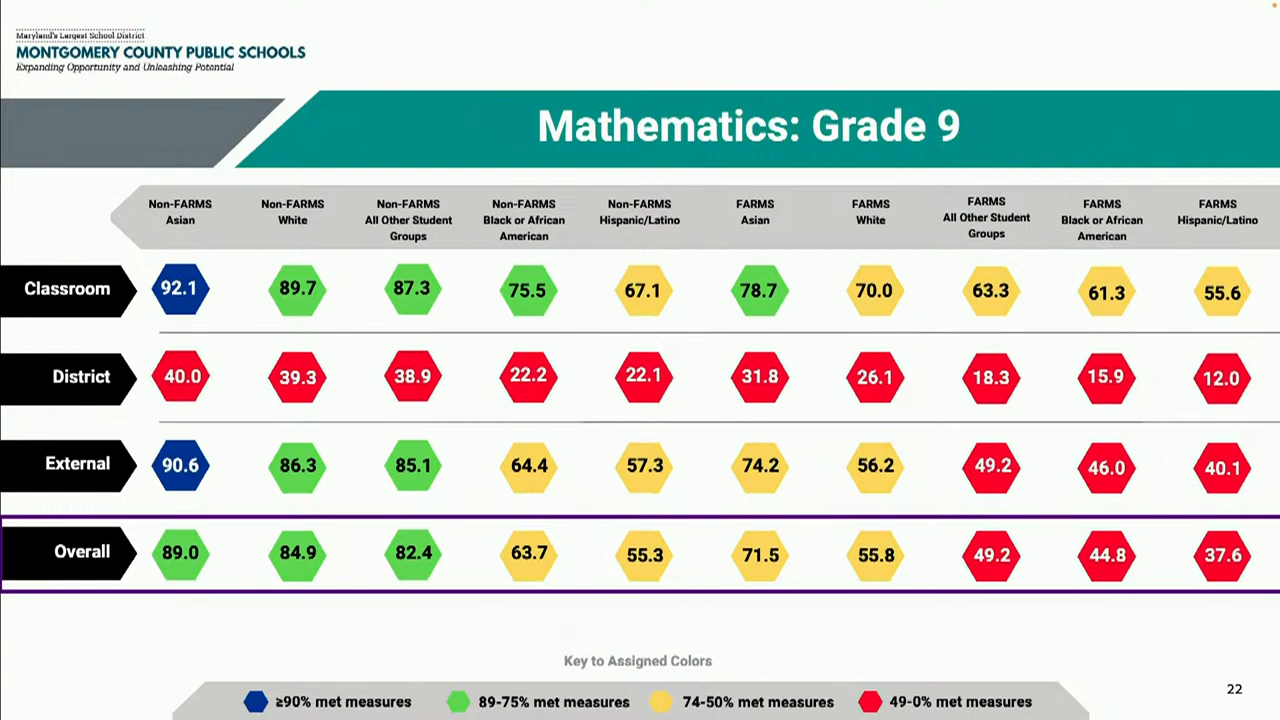 Maryland's Largest School District
MONTGOMERY COUNTY PUBLIC SCHOOLS
Expanding Opportunity and Unleashing Potential
Mathematics: Grade 9
Non-FARMS
Asian
Non-FARMS
White
Non-FARMS
All Other Student
Groups
Non-FARMS
Black or African
American
Non-FARMS
Hispanic/Latino
FARMS
Asian
FARMS
White
FARMS
All Other Student
Groups
FARMS
Black or African
American
FARMS
Hispanic/Latino
Classroom 92.1 89.7 87.3 75.5 67.1 78.7 70.0 63.3 61.3 55.6
District 40.0 39.3 38.9 22.2 22.1 31.8 26.1 18.3 15.9 12.0
External 90.6 86.3 85.1 64.4 57.3 74.2 56.2 49.2 46.0 40.1
Overall 89.0 84.9 82.4 63.7 55.3 71.5 55.8 49.2 44.8 37.6
Key to Assigned Colors
≥90% met measures 89-75% met measures 74-50% met measures 49-0% met measures
22